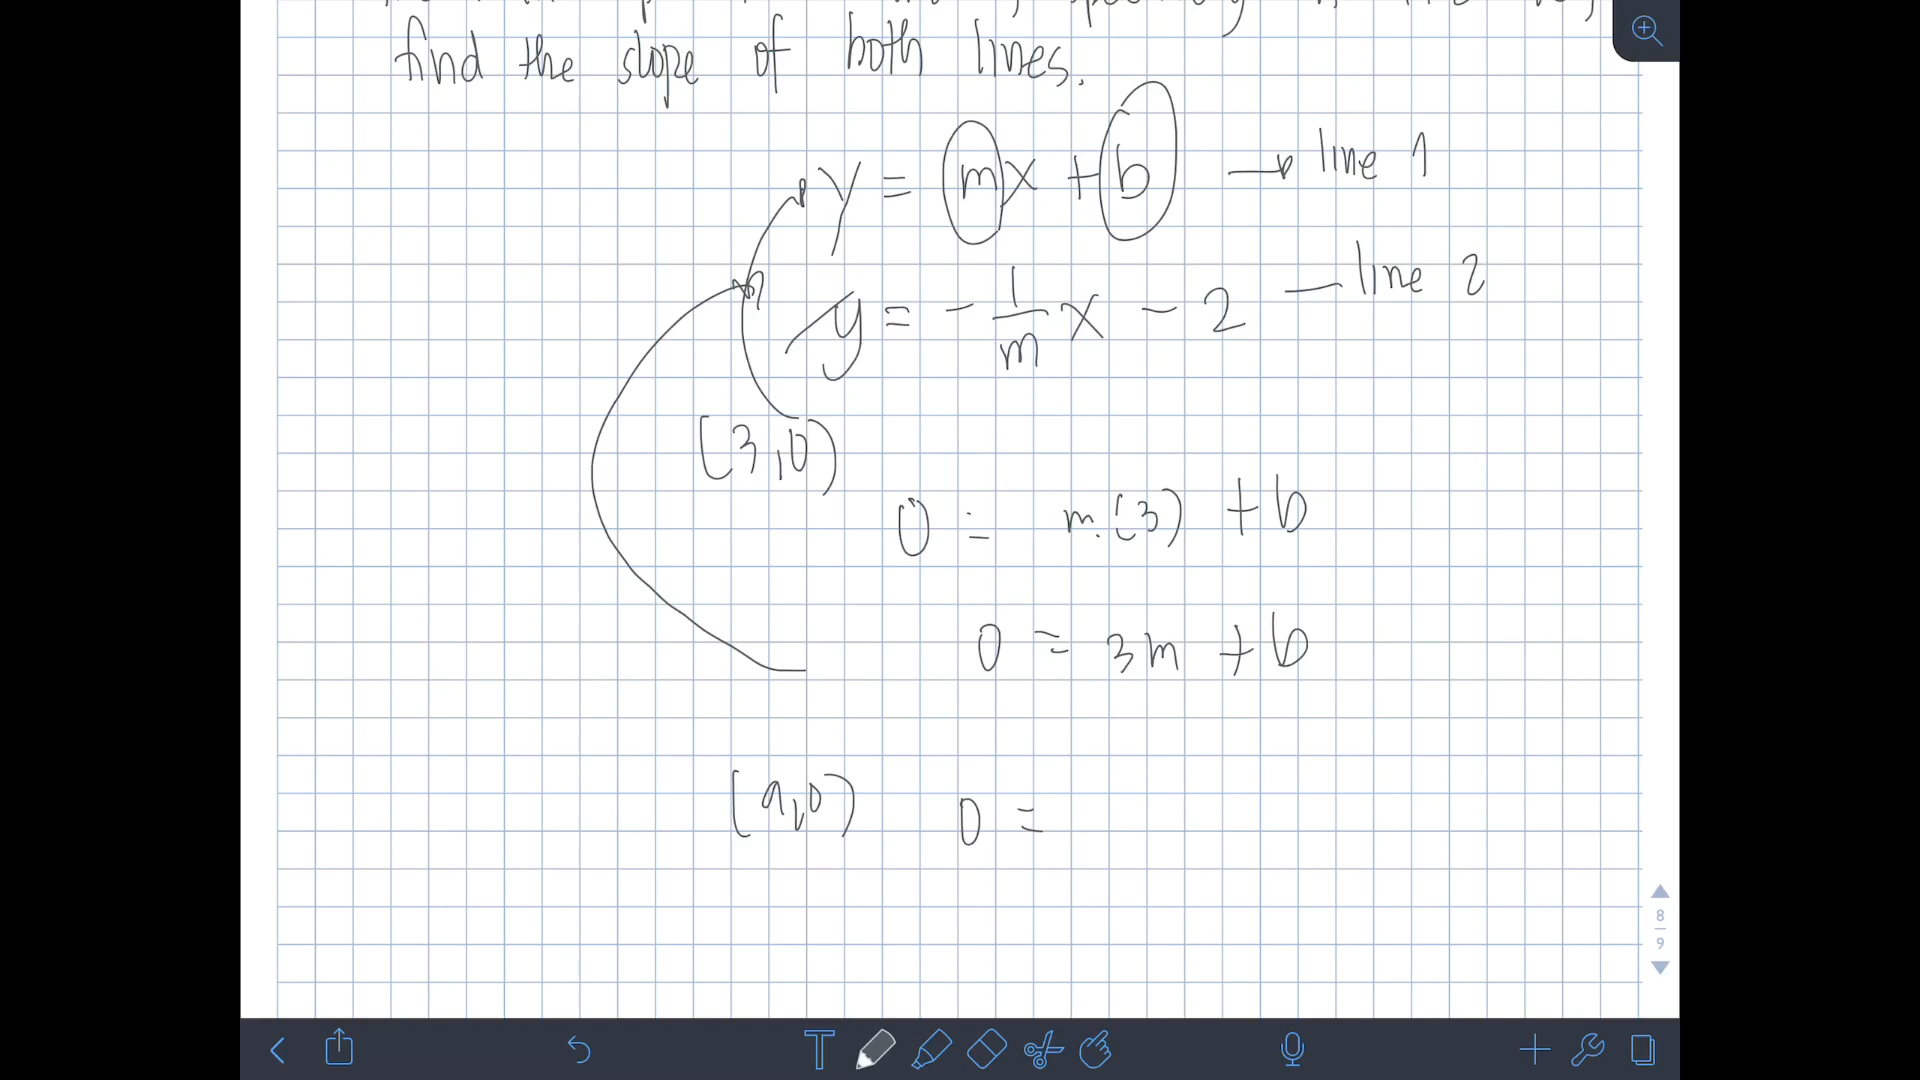 find the slope of both lines.
y = mx + b → line 1
y = - 1/m x - 2 — line 2
(3,0)
0 = m.(3) + b
0 = 3m + b
(a,0) 0 =
8
9
T